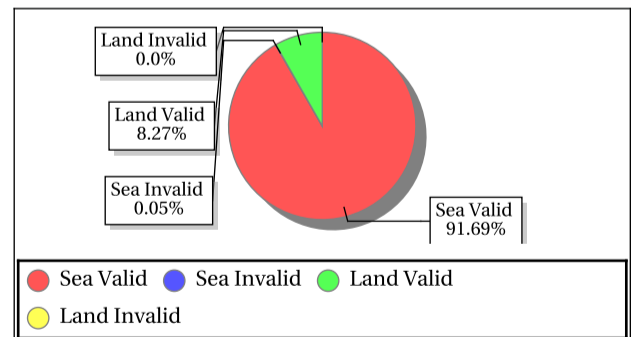 Land Invalid
0.0%
Land Valid
8.27%
Sea Invalid
0.05%
Sea Valid
91.69%
Sea Valid Sea Invalid Land Valid
Land Invalid